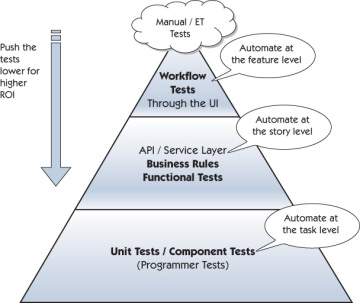 Manual / ET
Tests
Push the
tests
lower for
higher
ROI
Automate at
the feature level
Workflow
Tests
Through the UI
Automate at
the story level
API / Service Layer
Business Rules
Functional Tests
Automate at
the task level
Unit Tests / Component Tests
(Programmer Tests)